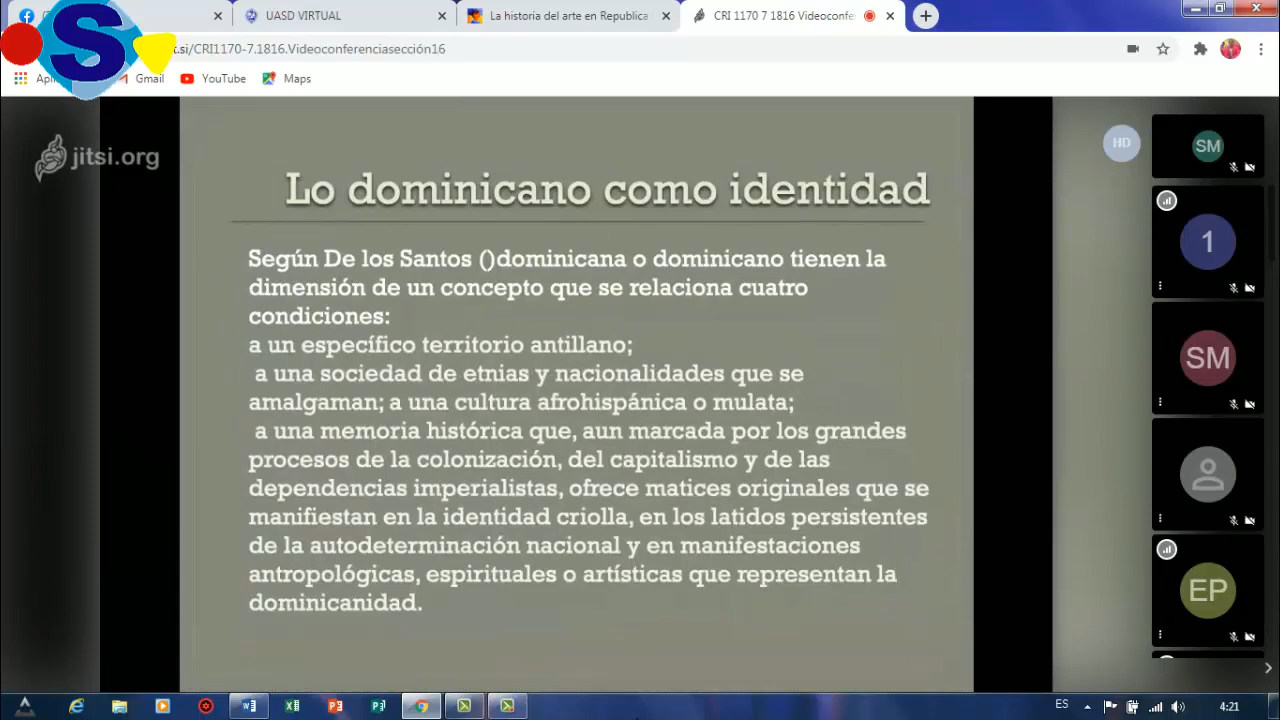 UASD VIRTUAL
La historia del arte en Republica
CRI 1170 7 1816 Videoconfe
S
t.si/CRI1170-7.1816.Videoconferenciasección16
Gmail
YouTube
Maps
jitsi.org
HD
SM
Lo dominicano como identidad
Según De los Santos ()dominicana o dominicano tienen la
dimensión de un concepto que se relaciona cuatro
condiciones:
a un específico territorio antillano;
a una sociedad de etnias y nacionalidades que se
amalgaman; a una cultura afrohispánica o mulata;
a una memoria histórica que, aun marcada por los grandes
procesos de la colonización, del capitalismo y de las
dependencias imperialistas, ofrece matices originales que se
manifiestan en la identidad criolla, en los latidos persistentes
de la autodeterminación nacional y en manifestaciones
antropológicas, espirituales o artísticas que representan la
dominicanidad.
1
SM
EP
ES
4:21